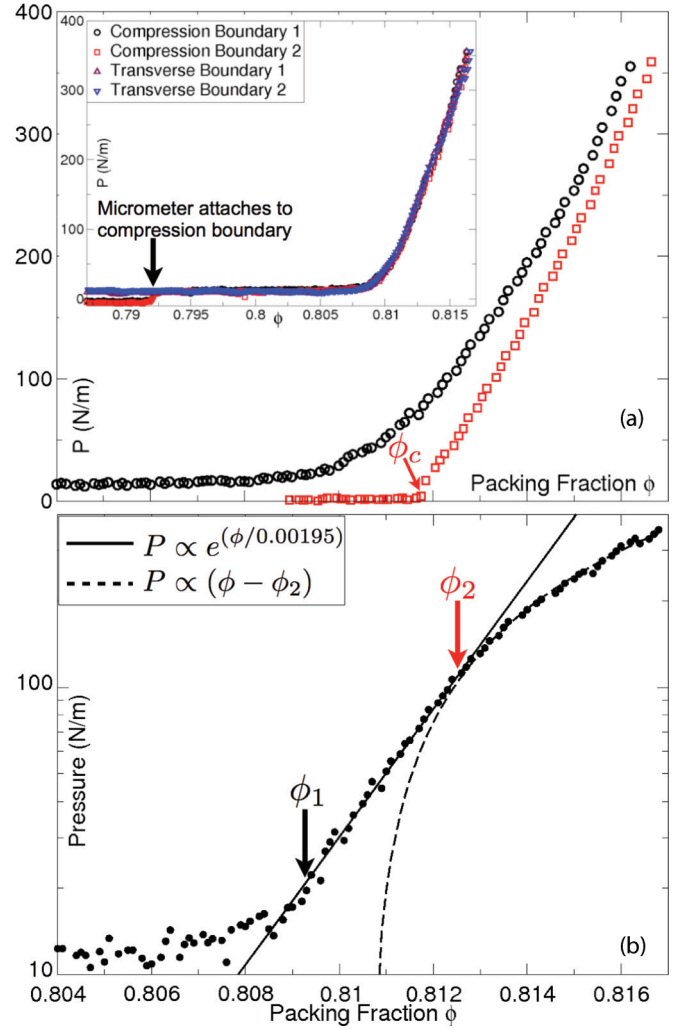 400
300
200
100
0
P (N/m)
400
300
200
100
0
P (N/m)
Compression Boundary 1
Compression Boundary 2
Transverse Boundary 1
Transverse Boundary 2
Micrometer attaches to
compression boundary
0.79 0.795 0.8 0.805 0.81 0.815
ϕ
ϕc
(a)
Packing Fraction ϕ
P ∝ e^(ϕ/0.00195)
P ∝ (ϕ − ϕ2)
ϕ2
ϕ1
100
10
Pressure (N/m)
(b)
0.804 0.806 0.808 0.81 0.812 0.814 0.816
Packing Fraction ϕ